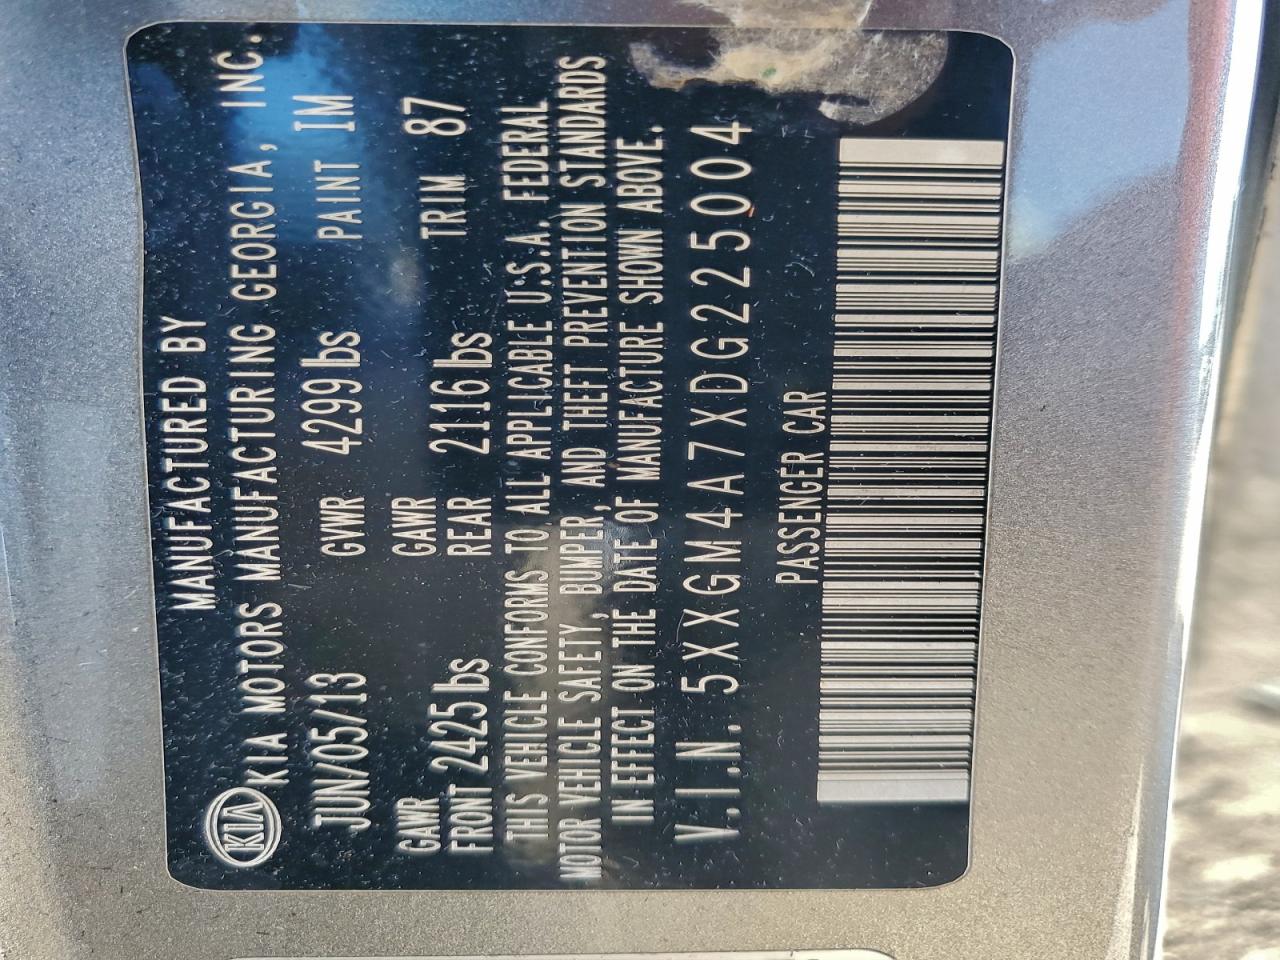 MANUFACTURED BY
KIA KIA MOTORS MANUFACTURING GEORGIA, INC.
JUN/05/13 GVWR 4299 lbs PAINT IM
GAWR GAWR
FRONT 2425 lbs REAR 2116 lbs TRIM 87
THIS VEHICLE CONFORMS TO ALL APPLICABLE U.S.A. FEDERAL
MOTOR VEHICLE SAFETY, BUMPER, AND THEFT PREVENTION STANDARDS
IN EFFECT ON THE DATE OF MANUFACTURE SHOWN ABOVE.
V.I.N. 5XXGM4A7XDG225004
PASSENGER CAR